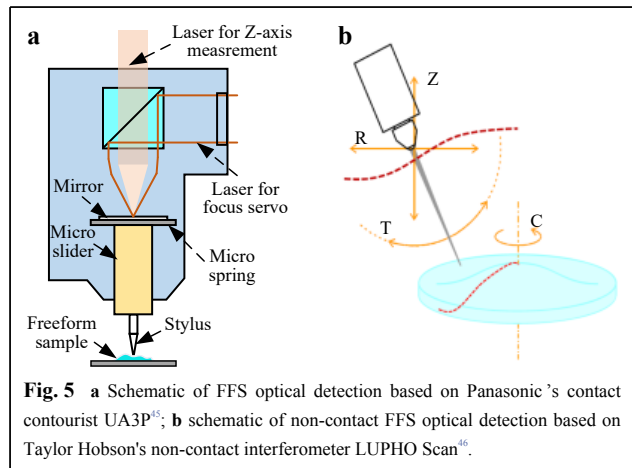 a
Laser for Z-axis
measrement
Laser for
focus servo
Mirror
Micro
slider
Micro
spring
Freeform
sample
Stylus
b
Z
R
T
C
Fig. 5 a Schematic of FFS optical detection based on Panasonic's contact
contourist UA3P45; b schematic of non-contact FFS optical detection based on
Taylor Hobson's non-contact interferometer LUPHO Scan46.